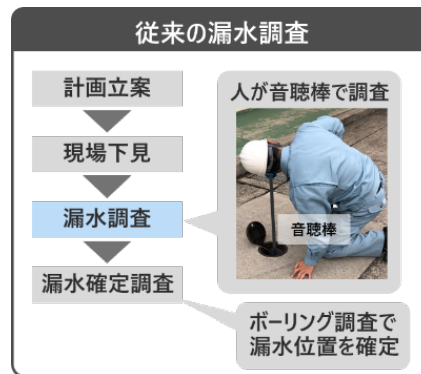 従来の漏水調査
計画立案
現場下見
漏水調査
漏水確定調査
人が音聴棒で調査
音聴棒
ボーリング調査で
漏水位置を確定